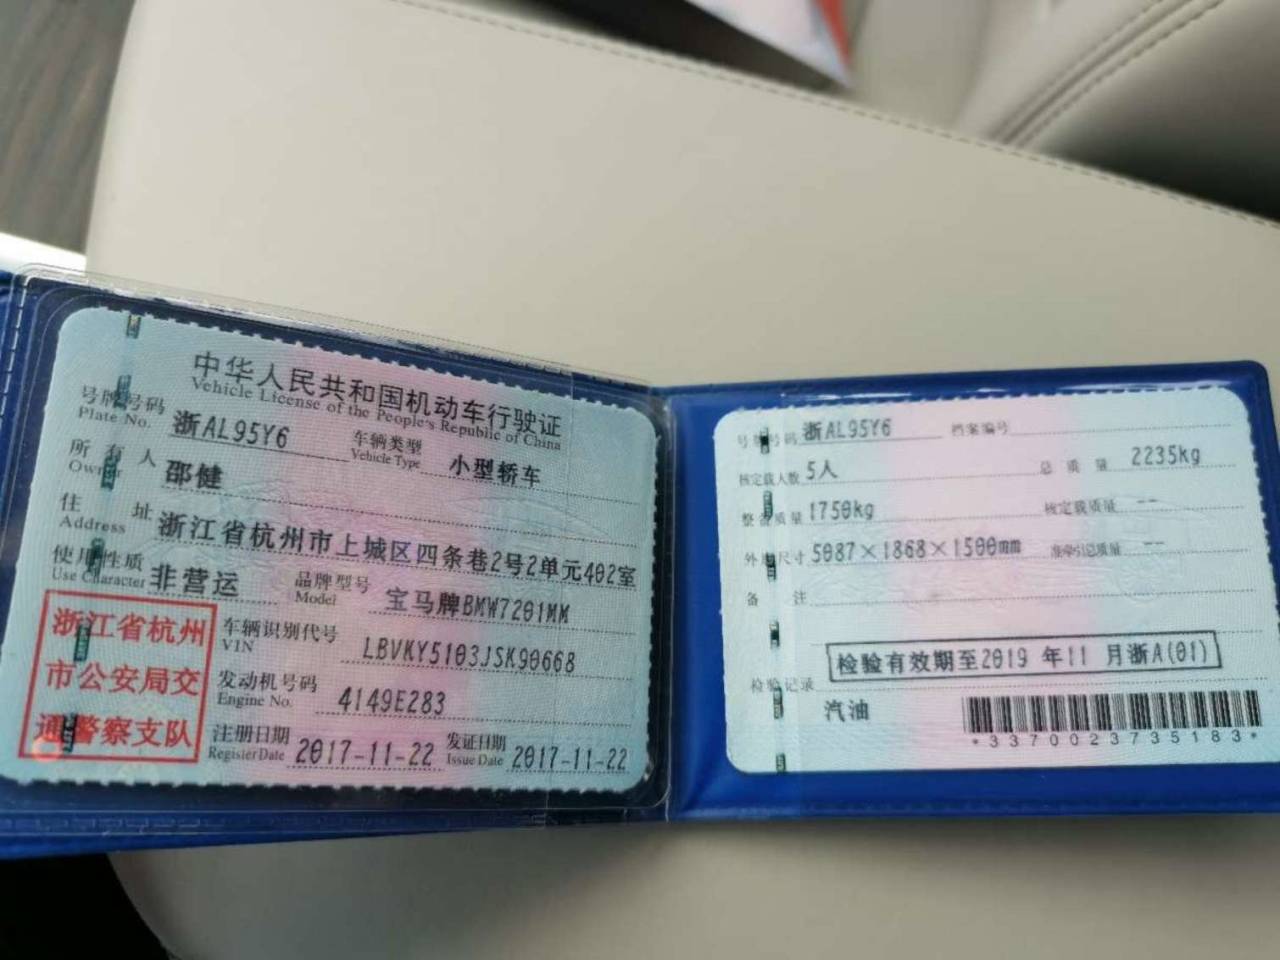 中华人民共和国机动车行驶证
Vehicle License of the People's Republic of China
号牌号码 浙AL95Y6 车辆类型 小型轿车
Plate No. Vehicle Type
所有人 邵健
Owner
住址 浙江省杭州市上城区四条巷2号2单元402室
Address
使用性质 非营运 品牌型号 宝马牌BMW7201MM
Use Character Model
浙江省杭州市公安局交通警察支队
车辆识别代号 LBVKY5103JSK90668
VIN
发动机号码 4149E283
Engine No.
注册日期 2017-11-22 发证日期 2017-11-22
Register Date Issue Date
号牌号码 浙AL95Y6 档案编号
核定载人数 5人 总质量 2235kg
整备质量 1750kg 核定载质量 --
外廓尺寸 5087×1868×1500mm 准牵引总质量 --
备注
检验有效期至2019年11月浙A(01)
检验记录
汽油
*3370023735183*